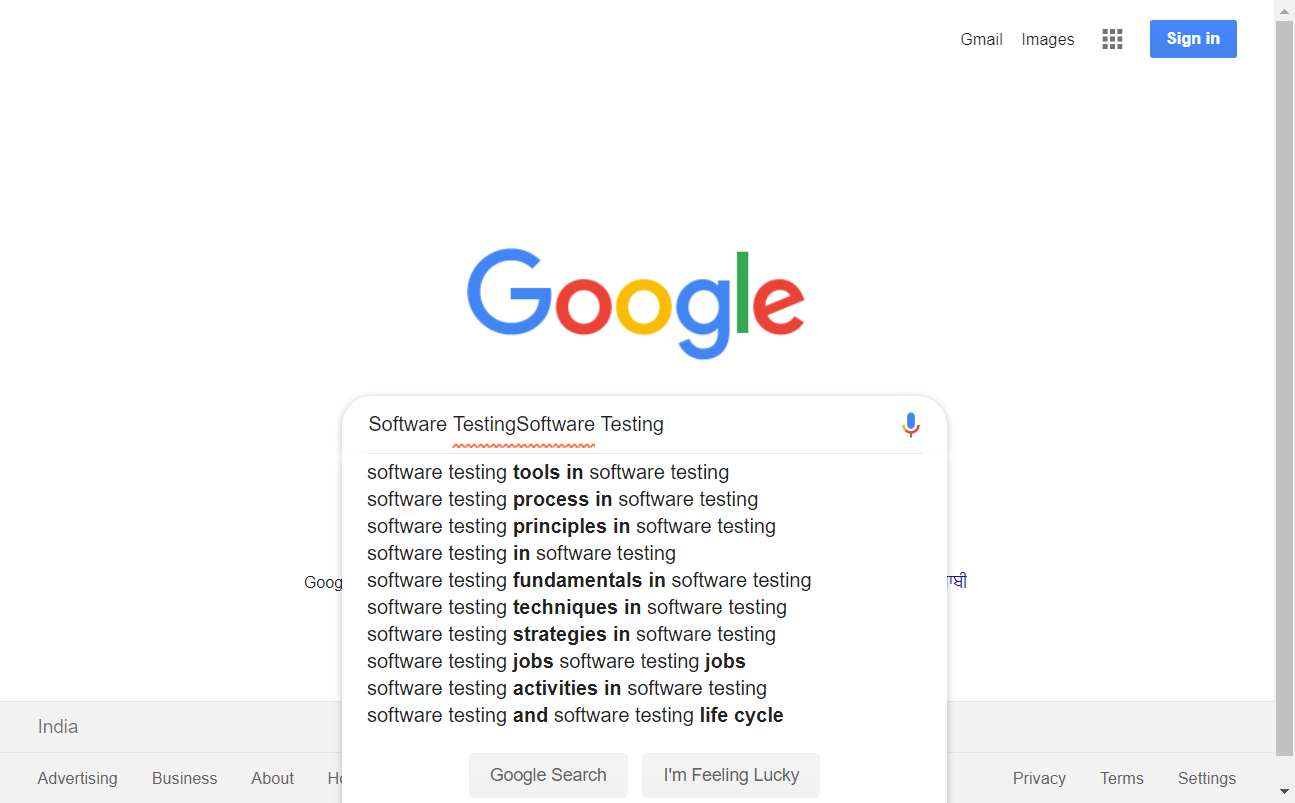 Gmail Images Sign in
Google
Software TestingSoftware Testing
software testing tools in software testing
software testing process in software testing
software testing principles in software testing
software testing in software testing
software testing fundamentals in software testing
software testing techniques in software testing
software testing strategies in software testing
software testing jobs software testing jobs
software testing activities in software testing
software testing and software testing life cycle
Google Search I'm Feeling Lucky
India
Advertising Business About Privacy Terms Settings